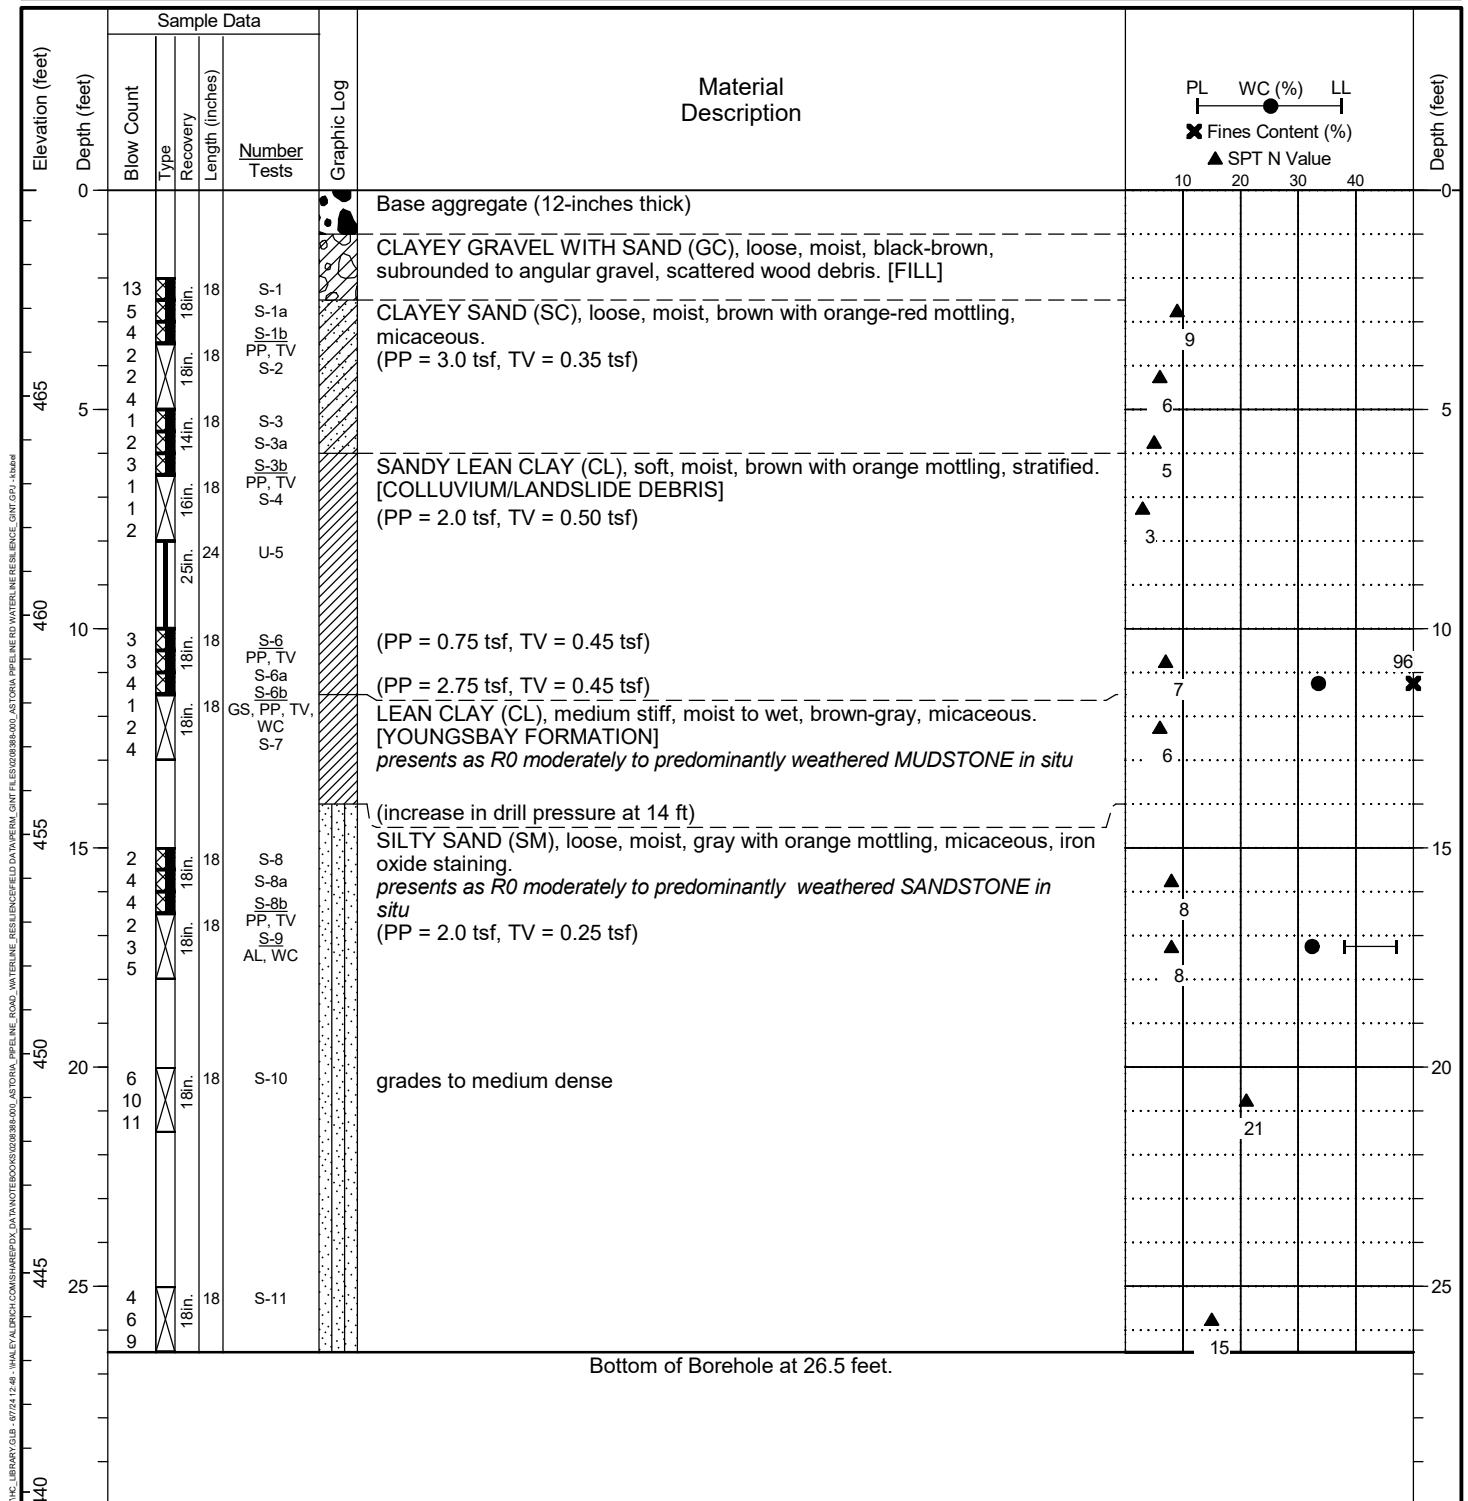 Sample Data
Elevation (feet)
Depth (feet)
Blow Count
Type
Recovery
Length (inches)
Number
Tests
Graphic Log
Material
Description
PL WC (%) LL
Fines Content (%)
SPT N Value
10 20 30 40
Depth (feet)
0 0
Base aggregate (12-inches thick)
CLAYEY GRAVEL WITH SAND (GC), loose, moist, black-brown,
subrounded to angular gravel, scattered wood debris. [FILL]
13 18in. 18 S-1
5 S-1a
4 S-1b
PP, TV
CLAYEY SAND (SC), loose, moist, brown with orange-red mottling,
micaceous.
(PP = 3.0 tsf, TV = 0.35 tsf)
9
2 18in. 18 S-2
2
4
465
6
5 5
1 14in. 18 S-3
2 S-3a
3 S-3b
PP, TV
5
SANDY LEAN CLAY (CL), soft, moist, brown with orange mottling, stratified.
[COLLUVIUM/LANDSLIDE DEBRIS]
(PP = 2.0 tsf, TV = 0.50 tsf)
1 16in. 18 S-4
1
2
3
25in. 24 U-5
460
10 10
3 18in. 18 S-6
PP, TV
3 S-6a
4 S-6b
GS, PP, TV,
WC
(PP = 0.75 tsf, TV = 0.45 tsf)
(PP = 2.75 tsf, TV = 0.45 tsf)
96
7
LEAN CLAY (CL), medium stiff, moist to wet, brown-gray, micaceous.
[YOUNGSBAY FORMATION]
presents as R0 moderately to predominantly weathered MUDSTONE in situ
1 18in. 18 S-7
2
4
6
(increase in drill pressure at 14 ft)
455
SILTY SAND (SM), loose, moist, gray with orange mottling, micaceous, iron
oxide staining.
presents as R0 moderately to predominantly weathered SANDSTONE in
situ
(PP = 2.0 tsf, TV = 0.25 tsf)
15 15
2 18in. 18 S-8
4 S-8a
4 S-8b
PP, TV
8
2 18in. 18 S-9
3 AL, WC
5
8
450
20 20
6 18in. 18 S-10
10
11
grades to medium dense
21
445
25 25
4 18in. 18 S-11
6
9
15
Bottom of Borehole at 26.5 feet.
440